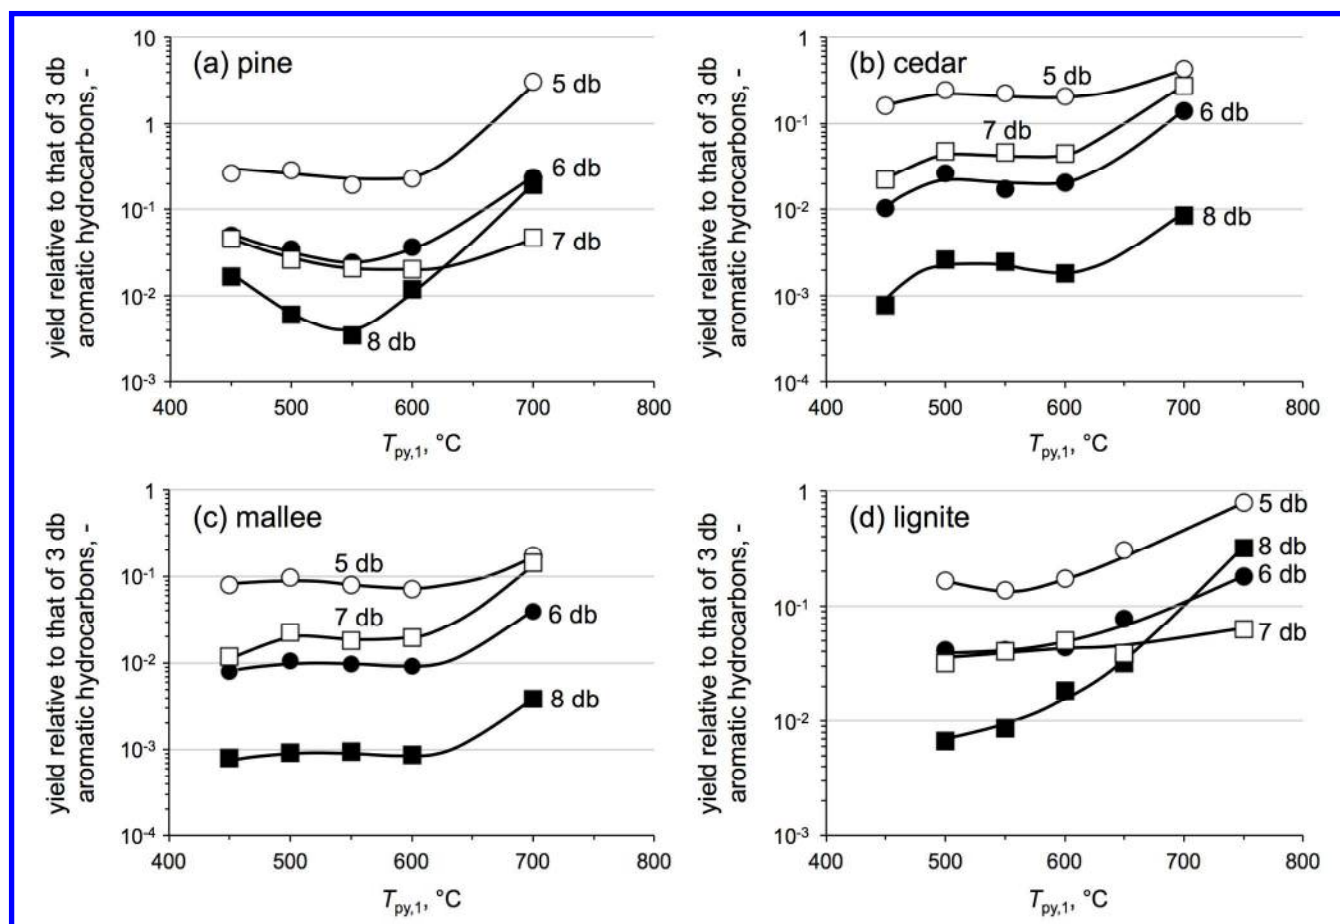 yield relative to that of 3 db
aromatic hydrocarbons, -
10
1
10⁻¹
10⁻²
10⁻³
(a) pine
5 db
6 db
7 db
8 db
400
500
600
700
800
Tpy,1, °C
yield relative to that of 3 db
aromatic hydrocarbons, -
1
10⁻¹
10⁻²
10⁻³
10⁻⁴
(b) cedar
5 db
7 db
6 db
8 db
400
500
600
700
800
Tpy,1, °C
yield relative to that of 3 db
aromatic hydrocarbons, -
1
10⁻¹
10⁻²
10⁻³
10⁻⁴
(c) mallee
5 db
7 db
6 db
8 db
400
500
600
700
800
Tpy,1, °C
yield relative to that of 3 db
aromatic hydrocarbons, -
1
10⁻¹
10⁻²
10⁻³
(d) lignite
5 db
8 db
6 db
7 db
400
500
600
700
800
Tpy,1, °C